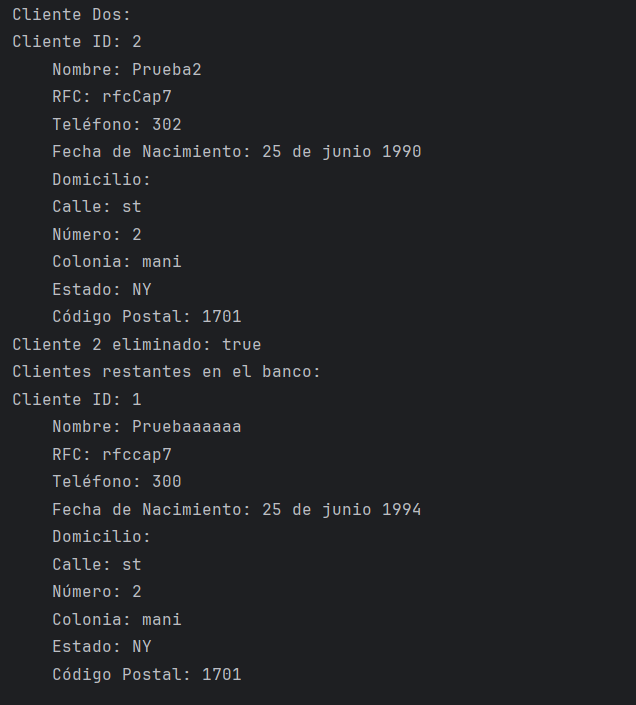 Cliente Dos:
Cliente ID: 2
Nombre: Prueba2
RFC: rfcCap7
Teléfono: 302
Fecha de Nacimiento: 25 de junio 1990
Domicilio:
Calle: st
Número: 2
Colonia: mani
Estado: NY
Código Postal: 1701
Cliente 2 eliminado: true
Clientes restantes en el banco:
Cliente ID: 1
Nombre: Pruebaaaaaa
RFC: rfccap7
Teléfono: 300
Fecha de Nacimiento: 25 de junio 1994
Domicilio:
Calle: st
Número: 2
Colonia: mani
Estado: NY
Código Postal: 1701